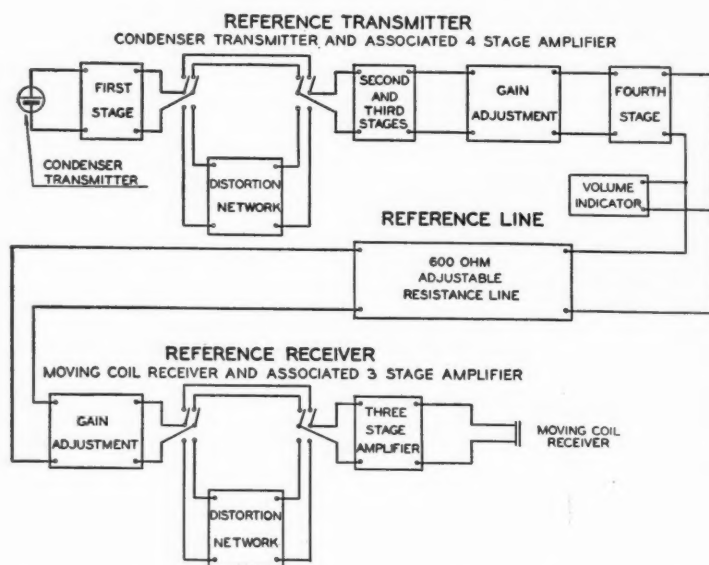 REFERENCE TRANSMITTER
CONDENSER TRANSMITTER AND ASSOCIATED 4 STAGE AMPLIFIER
FIRST
STAGE
SECOND
AND
THIRD
STAGES
GAIN
ADJUSTMENT
FOURTH
STAGE
CONDENSER
TRANSMITTER
DISTORTION
NETWORK
VOLUME
INDICATOR
REFERENCE LINE
600 OHM
ADJUSTABLE
RESISTANCE LINE
REFERENCE RECEIVER
MOVING COIL RECEIVER AND ASSOCIATED 3 STAGE AMPLIFIER
GAIN
ADJUSTMENT
THREE
STAGE
AMPLIFIER
MOVING COIL
RECEIVER
DISTORTION
NETWORK